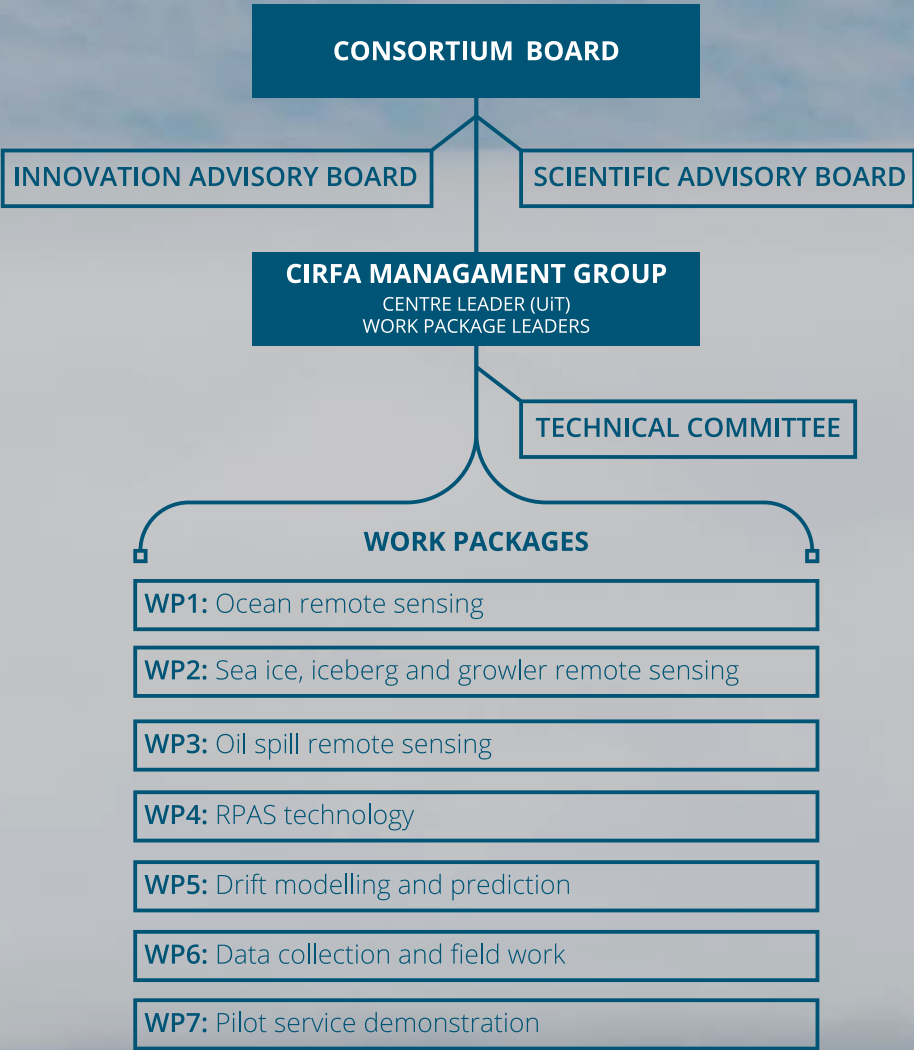 CONSORTIUM BOARD
INNOVATION ADVISORY BOARD
SCIENTIFIC ADVISORY BOARD
CIRFA MANAGAMENT GROUP
CENTRE LEADER (UiT)
WORK PACKAGE LEADERS
TECHNICAL COMMITTEE
WORK PACKAGES
WP1: Ocean remote sensing
WP2: Sea ice, iceberg and growler remote sensing
WP3: Oil spill remote sensing
WP4: RPAS technology
WP5: Drift modelling and prediction
WP6: Data collection and field work
WP7: Pilot service demonstration